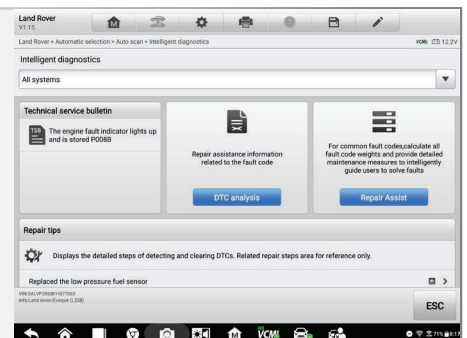 Land Rover
V1.15
Land Rover > Automatic selection > Auto scan > Intelligent diagnostics
VCMI 12.2V
Intelligent diagnostics
All systems
Technical service bulletin
TSB
The engine fault indicator lights up
and is stored P008B
Repair assistance information
related to the fault code
DTC analysis
For common fault codes,calculate all
fault code weights and provide detailed
maintenance measures to intelligently
guide users to solve faults
Repair Assist
Repair tips
Displays the detailed steps of detecting and clearing DTCs. Related repair steps area for reference only.
Replaced the low pressure fuel sensor
Info:Land rover/Evoque (L538)
ESC
VCMI
71% 8:17